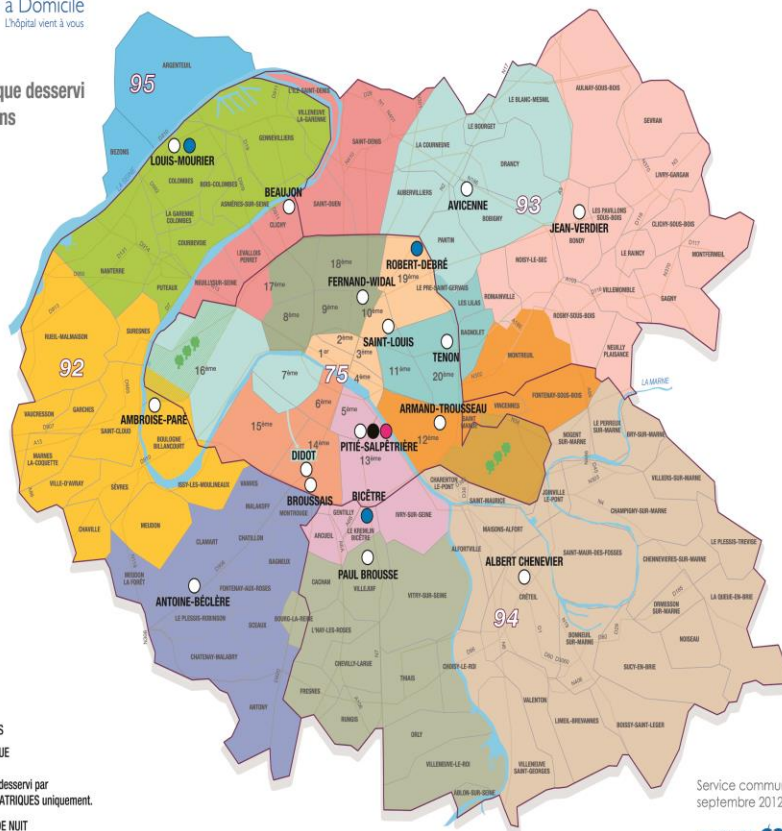 à Domicile
L'hôpital vient à vous
que desservi
ns
95
ARGENTEUIL
BEZONS
LA SEINE
L'ILE SAINT-DENIS
VILLENEUVE
LA-GARENNE
GENNEVILLIERS
LOUIS-MOURIER
COLOMBES
BOIS-COLOMBES
ASNIÈRES-SUR-SEINE
LA GARENNE
COLOMBES
COURBEVOIE
NANTERRE
PUTEAUX
SAINT-DENIS
BEAUJON
SAINT-OUEN
CLICHY
LEVALLOIS
PERRET
NEUILLY-SUR-SEINE
17ème
LE BLANC-MESNIL
LE BOURGET
LA COURNEUVE
DRANCY
AUBERVILLIERS
AVICENNE
BOBIGNY
93
PANTIN
LE PRE-SAINT-GERVAIS
LES LILAS
AULNAY-SOUS-BOIS
SEVRAN
LIVRY-GARGAN
LES PAVILLONS
SOUS-BOIS
CLICHY-SOUS-BOIS
JEAN-VERDIER
BONDY
LE RAINCY
MONTFERMEIL
NOISY-LE-SEC
VILLEMOMBLE
GAGNY
ROMAINVILLE
ROSNY-SOUS-BOIS
NEUILLY
PLAISANCE
18ème
ROBERT-DEBRÉ
19ème
FERNAND-WIDAL
8ème
9ème
10ème
SAINT-LOUIS
TENON
BAGNOLET
MONTREUIL
2ème
1er
3ème
4ème
11ème
20ème
75
16ème
7ème
6ème
5ème
15ème
14ème
13ème
12ème
DIDOT
BROUSSAIS
PITIÉ-SALPÊTRIÈRE
ARMAND-TROUSSEAU
SAINT
MANDE
VINCENNES
FONTENAY-SOUS-BOIS
LA MARNE
RUEIL-MALMAISON
SURESNES
92
VAUCRESSON
GARCHES
SAINT-CLOUD
MARNES
LA-COQUETTE
VILLE-D'AVRAY
SÈVRES
CHAVILLE
MEUDON
AMBROISE-PARÉ
BOULOGNE
BILLANCOURT
ISSY-LES-MOULINEAUX
VANVES
MALAKOFF
MONTROUGE
CLAMART
CHATILLON
BAGNEUX
MEUDON
LA FORÊT
FONTENAY-AUX-ROSES
ANTOINE-BÉCLÈRE
LE PLESSIS-ROBINSON
SCEAUX
BOURG-LA-REINE
CHATENAY-MALABRY
ANTONY
BICÊTRE
GENTILLY
LE KREMLIN
BICÊTRE
ARCUEIL
IVRY-SUR-SEINE
CACHAN
PAUL BROUSSE
VILLEJUIF
VITRY-SUR-SEINE
L'HAY-LES-ROSES
CHEVILLY-LARUE
THIAIS
CHOISY-LE-ROI
FRESNES
RUNGIS
ORLY
VILLENEUVE-LE-ROI
ABLON-SUR-SEINE
CHARENTON
LE-PONT
SAINT-MAURICE
JOINVILLE
LE-PONT
NOGENT
SUR-MARNE
LE PERREUX
SUR-MARNE
BRY-SUR-MARNE
VILLIERS-SUR-MARNE
CHAMPIGNY-SUR-MARNE
MAISONS-ALFORT
ALFORTVILLE
SAINT-MAUR-DES-FOSSES
LE PLESSIS-TREVISE
CHENNEVIERES-SUR-MARNE
ALBERT CHENEVIER
CRÉTEIL
94
LA QUEUE-EN-BRIE
ORMESSON
SUR-MARNE
BONNEUIL
SUR-MARNE
NOISEAU
SUCY-EN-BRIE
VALENTON
LIMEIL-BREVANNES
BOISSY-SAINT-LEGER
VILLENEUVE
SAINT-GEORGES
S
UE
desservi par
ATRIQUES uniquement.
DE NUIT
Service commu
septembre 2012